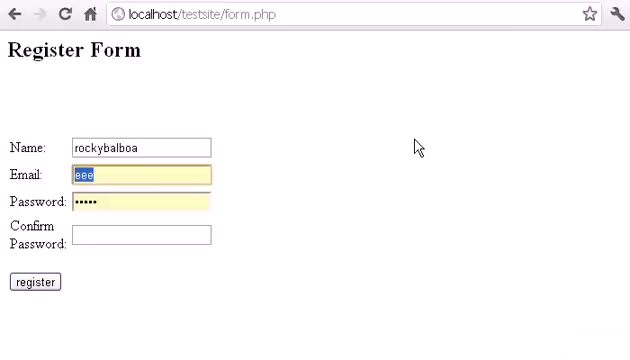 localhost/testsite/form.php
Register Form
Name: rockybalboa
Email: eee
Password: •••••
Confirm
Password:
register